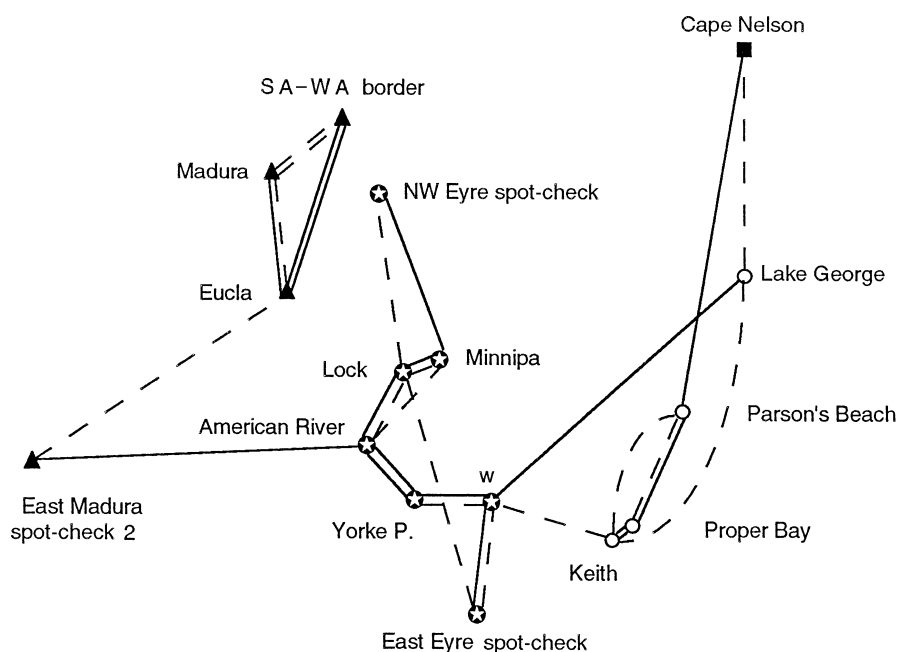 Cape Nelson
SA-WA border
Madura
NW Eyre spot-check
Eucla
Lake George
Lock
Minnipa
American River
Parson's Beach
East Madura
spot-check 2
w
Yorke P.
Proper Bay
Keith
East Eyre spot-check